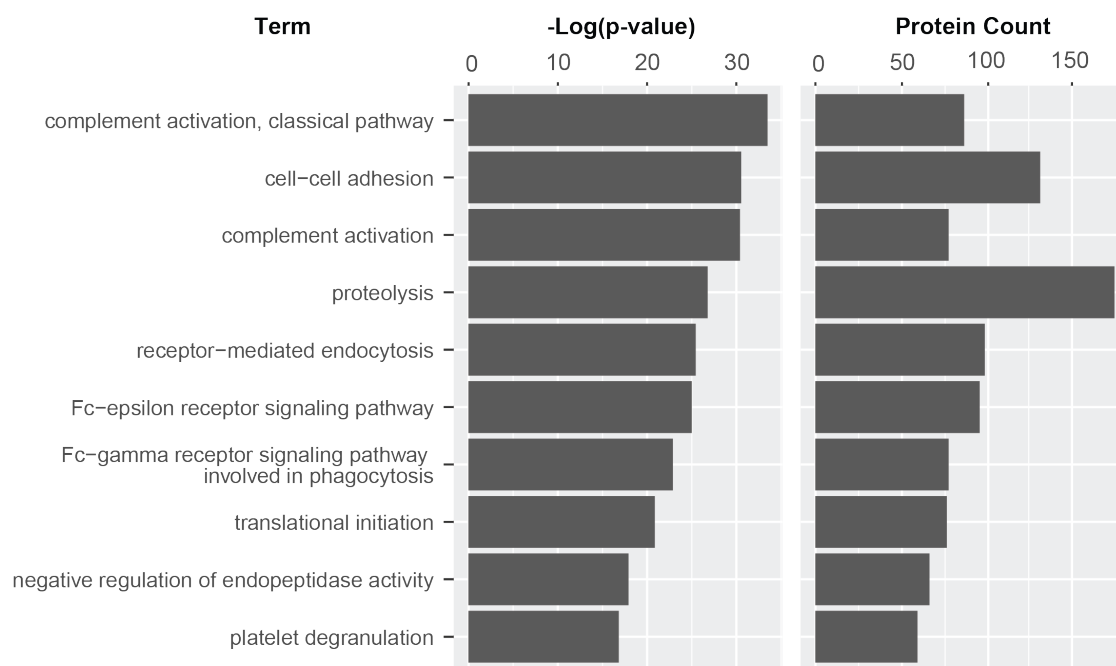 Term -Log(p-value) Protein Count
0 10 20 30 0 50 100 150
complement activation, classical pathway
cell−cell adhesion
complement activation
proteolysis
receptor−mediated endocytosis
Fc−epsilon receptor signaling pathway
Fc−gamma receptor signaling pathway
involved in phagocytosis
translational initiation
negative regulation of endopeptidase activity
platelet degranulation